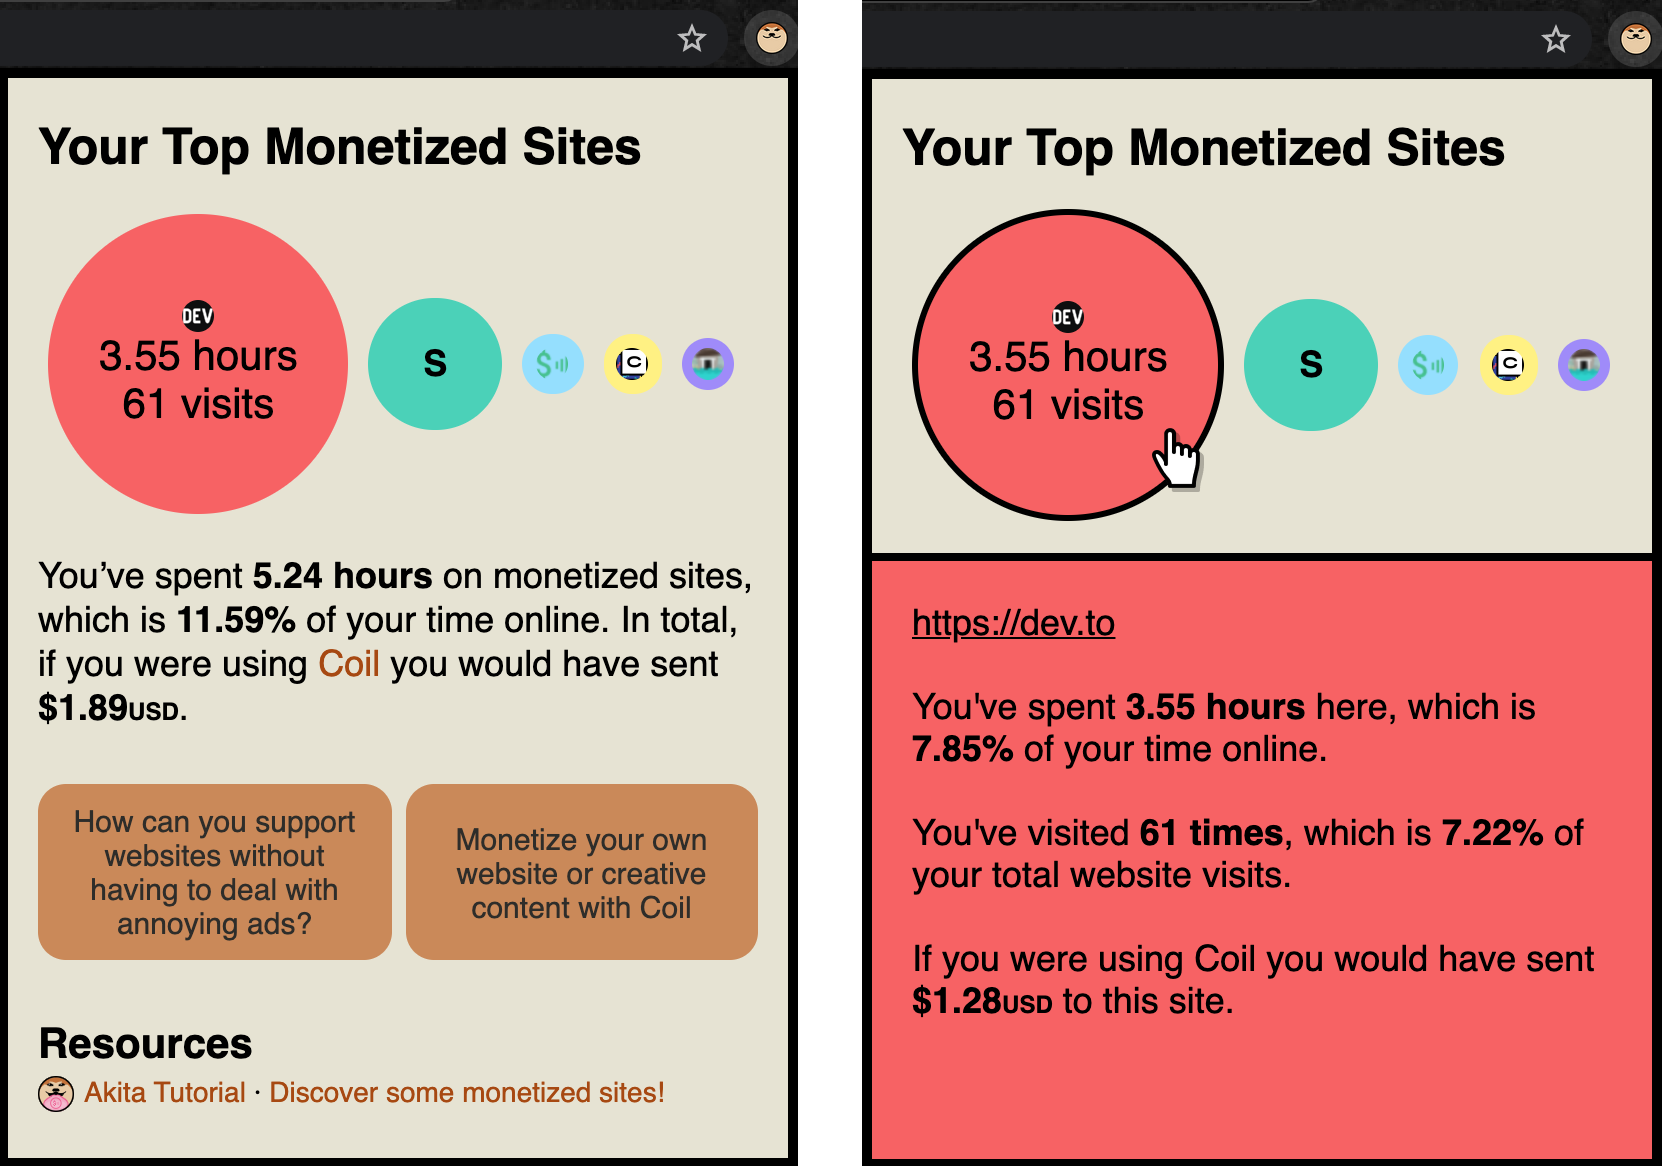 Your Top Monetized Sites
DEV
3.55 hours
61 visits
S
$
C
You’ve spent 5.24 hours on monetized sites,
which is 11.59% of your time online. In total,
if you were using Coil you would have sent
$1.89USD.
How can you support
websites without
having to deal with
annoying ads?
Monetize your own
website or creative
content with Coil
Resources
Akita Tutorial · Discover some monetized sites!
Your Top Monetized Sites
DEV
3.55 hours
61 visits
S
$
C
https://dev.to
You've spent 3.55 hours here, which is
7.85% of your time online.
You've visited 61 times, which is 7.22% of
your total website visits.
If you were using Coil you would have sent
$1.28USD to this site.